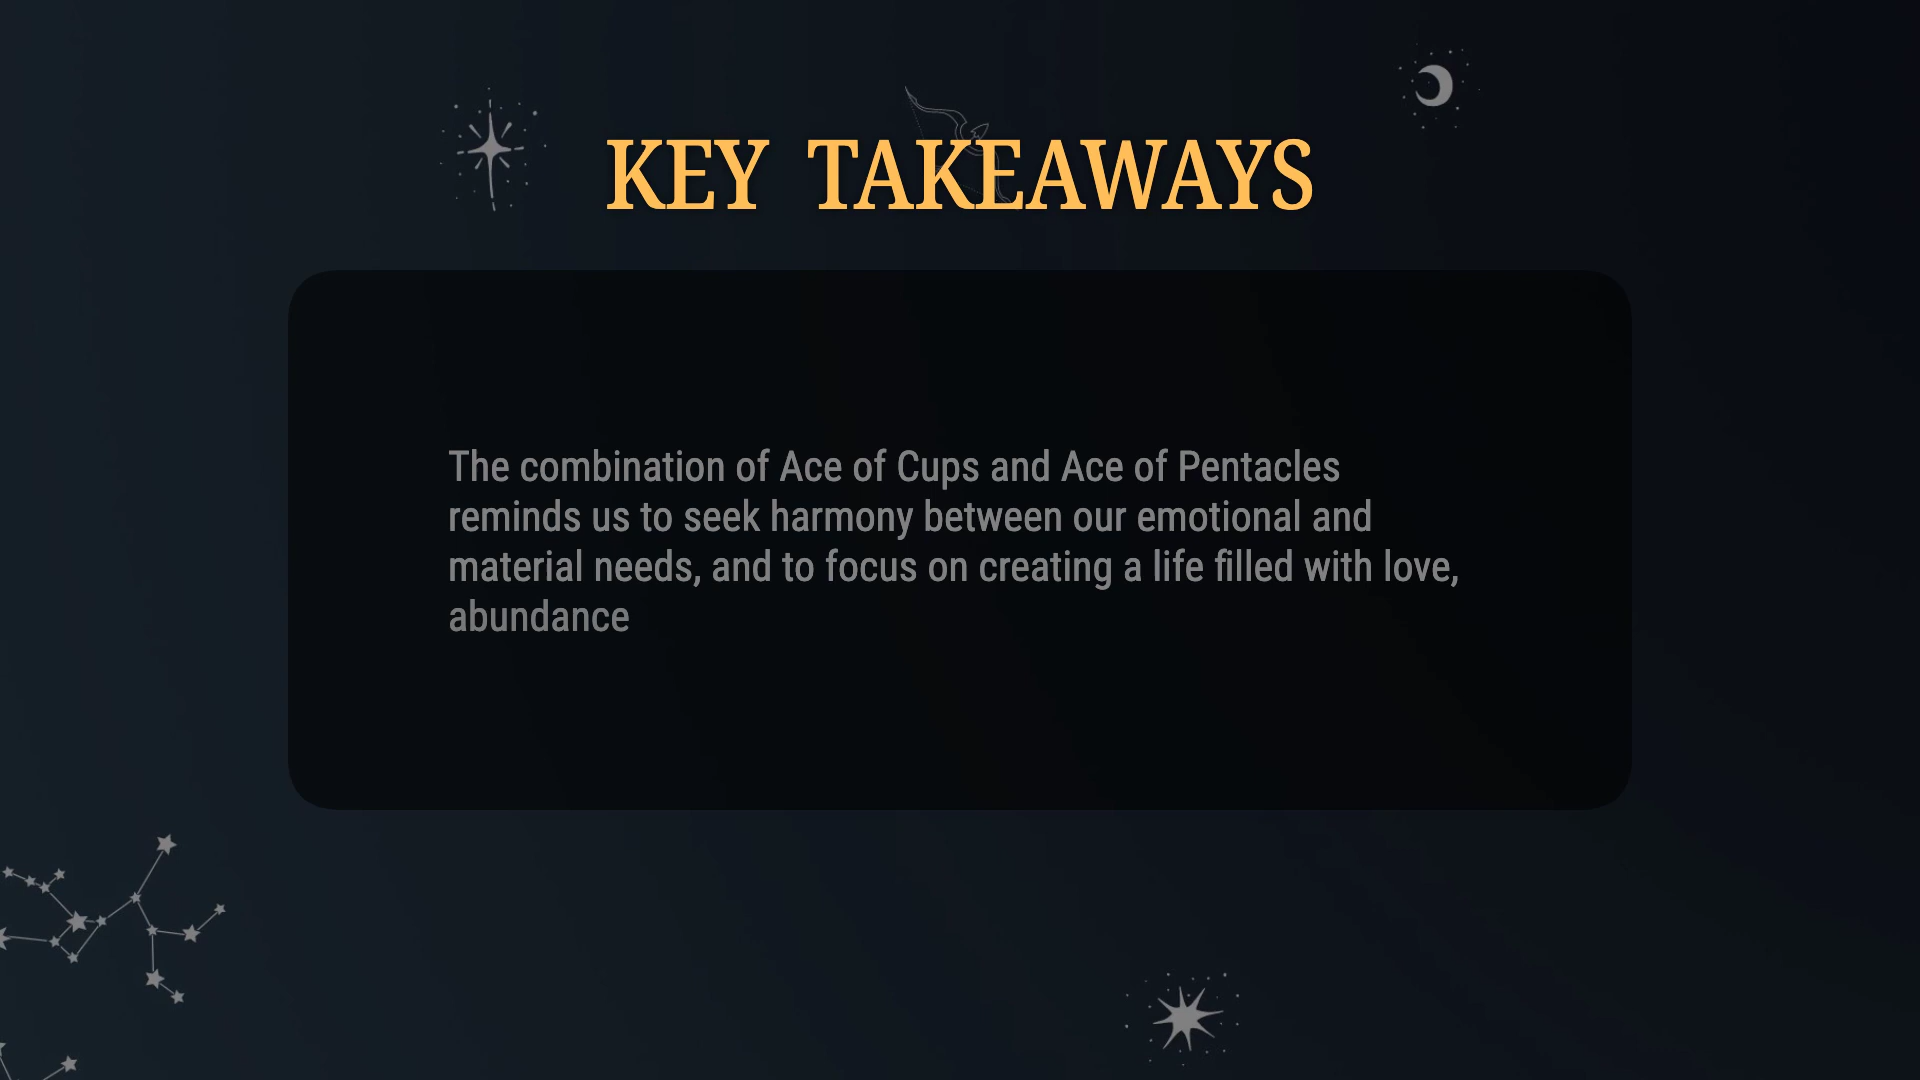 KEY TAKEAWAYS
The combination of Ace of Cups and Ace of Pentacles
reminds us to seek harmony between our emotional and
material needs, and to focus on creating a life filled with love,
abundance